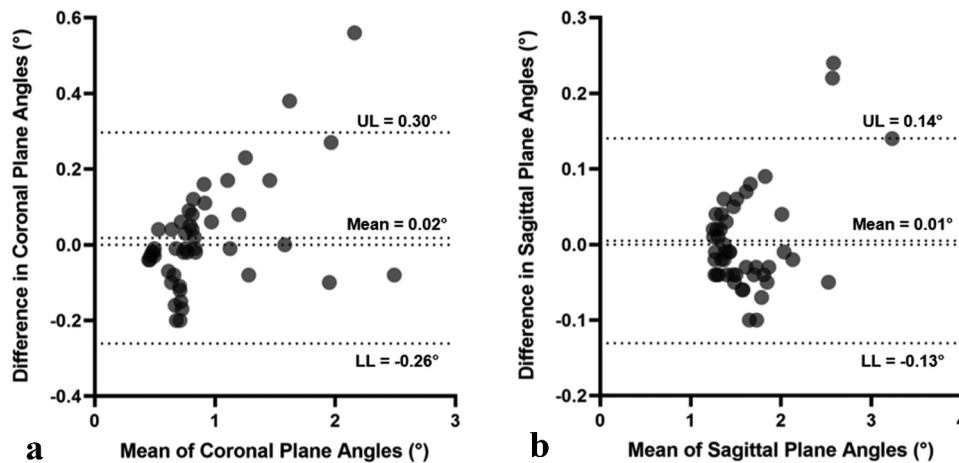 Difference in Coronal Plane Angles (°)
0.6
0.4
0.2
0.0
-0.2
-0.4
UL = 0.30°
Mean = 0.02°
LL = -0.26°
0 1 2 3
Mean of Coronal Plane Angles (°)
a
Difference in Sagittal Plane Angles (°)
0.3
0.2
0.1
0.0
-0.1
-0.2
UL = 0.14°
Mean = 0.01°
LL = -0.13°
0 1 2 3 4
Mean of Sagittal Plane Angles (°)
b